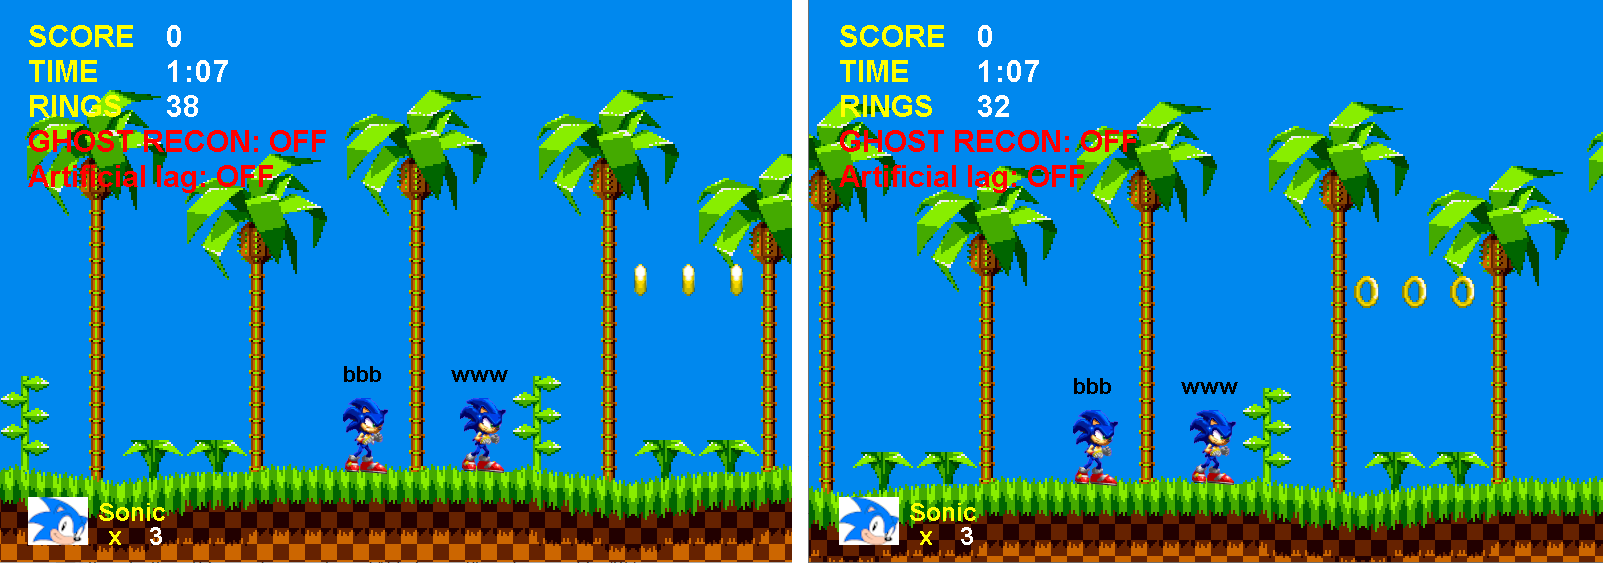 SCORE 0
TIME 1:07
RINGS 38
GHOST RECON: OFF
Artificial lag: OFF
bbb www
Sonic
x 3
SCORE 0
TIME 1:07
RINGS 32
GHOST RECON: OFF
Artificial lag: OFF
bbb www
Sonic
x 3